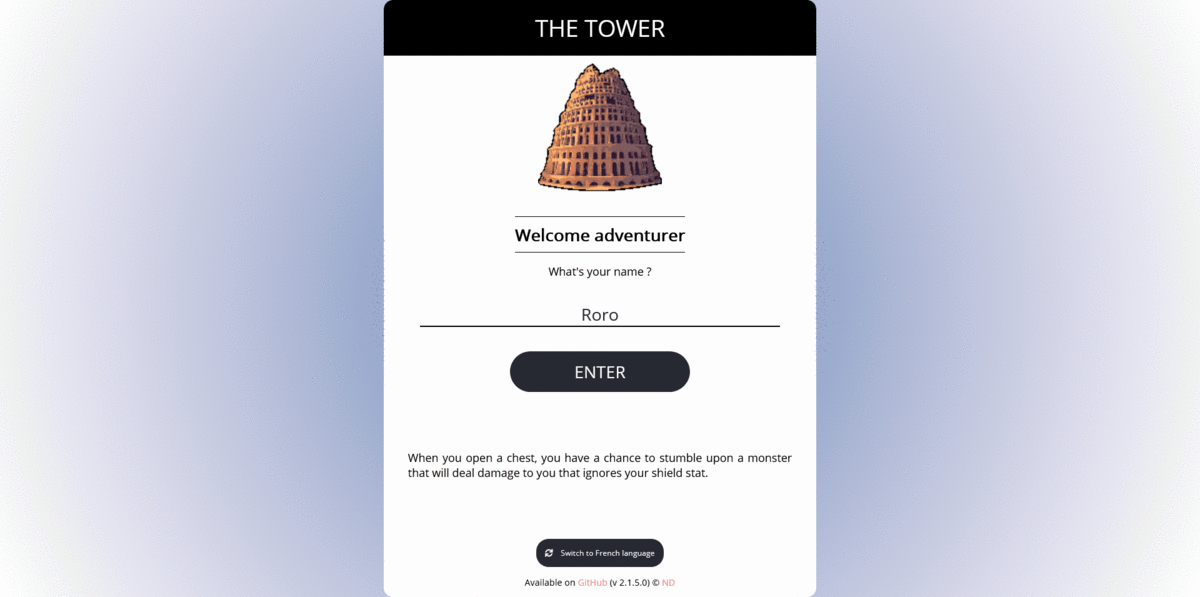 THE TOWER
Welcome adventurer
What's your name ?
Roro
ENTER
When you open a chest, you have a chance to stumble upon a monster
that will deal damage to you that ignores your shield stat.
Switch to French language
Available on GitHub (v 2.1.5.0) © ND